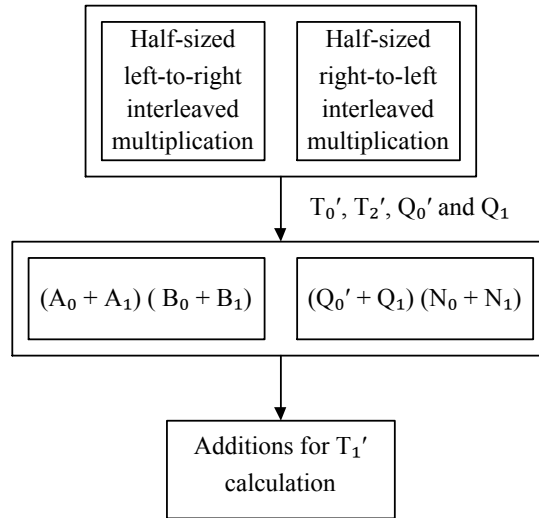 Half-sized
left-to-right
interleaved
multiplication
Half-sized
right-to-left
interleaved
multiplication
T₀′, T₂′, Q₀′ and Q₁
(A₀ + A₁) ( B₀ + B₁)
(Q₀′ + Q₁) (N₀ + N₁)
Additions for T₁′
calculation